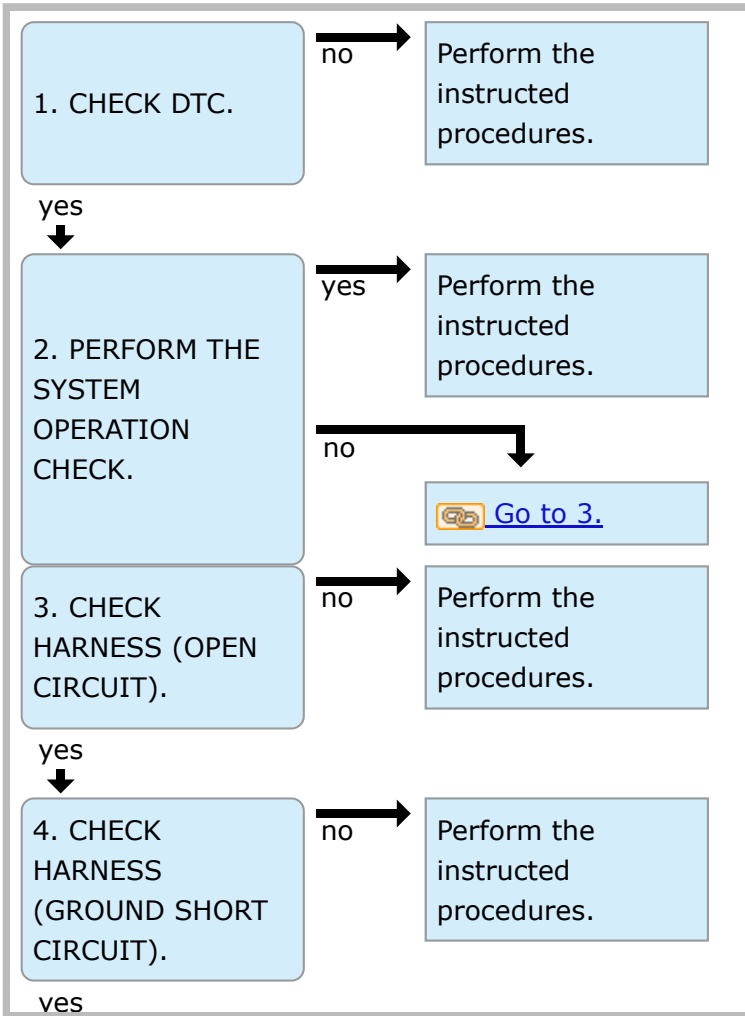 1. CHECK DTC.
no
Perform the
instructed
procedures.
yes
2. PERFORM THE
SYSTEM
OPERATION
CHECK.
yes
Perform the
instructed
procedures.
no
Go to 3.
3. CHECK
HARNESS (OPEN
CIRCUIT).
no
Perform the
instructed
procedures.
yes
4. CHECK
HARNESS
(GROUND SHORT
CIRCUIT).
no
Perform the
instructed
procedures.
yes